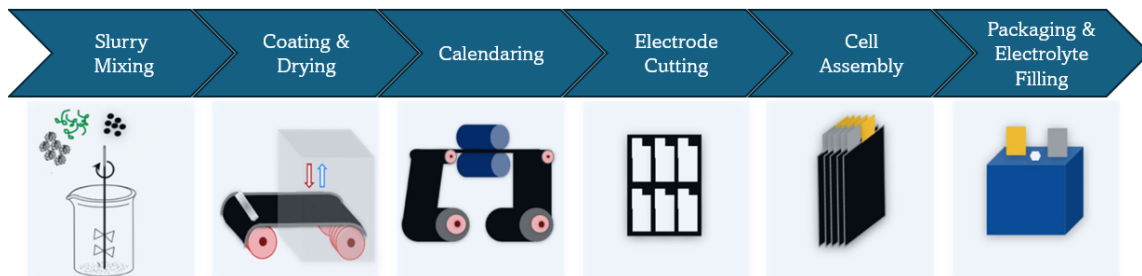 Slurry
Mixing
Coating &
Drying
Calendaring
Electrode
Cutting
Cell
Assembly
Packaging &
Electrolyte
Filling